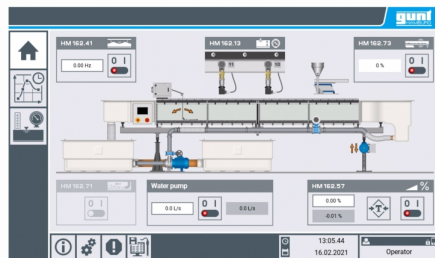 gunt
HAMBURG
HM 162.41
HM 162.13
HM 162.73
0.00 Hz
0 I
0 %
0 I
HM 162.71
Water pump
HM 162.57
%
0 I
0.0 L/s
0 I
0.0 L/s
0.00 %
-0.01 %
T
0 I
13:05.44
16.02.2021
Operator